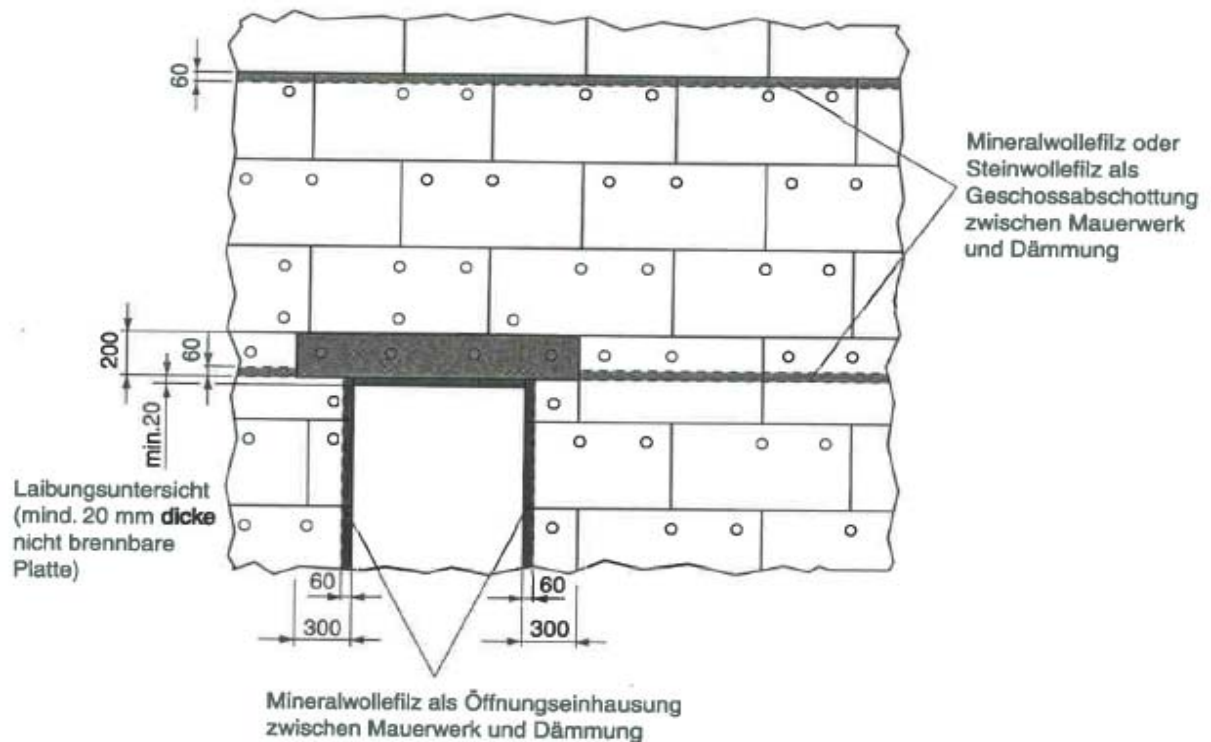 60
Mineralwollefilz oder
Steinwollefilz als
Geschossabschottung
zwischen Mauerwerk
und Dämmung
200
60
min.20
Laibungsuntersicht
(mind. 20 mm dicke
nicht brennbare
Platte)
60
60
300
300
Mineralwollefilz als Öffnungseinhausung
zwischen Mauerwerk und Dämmung